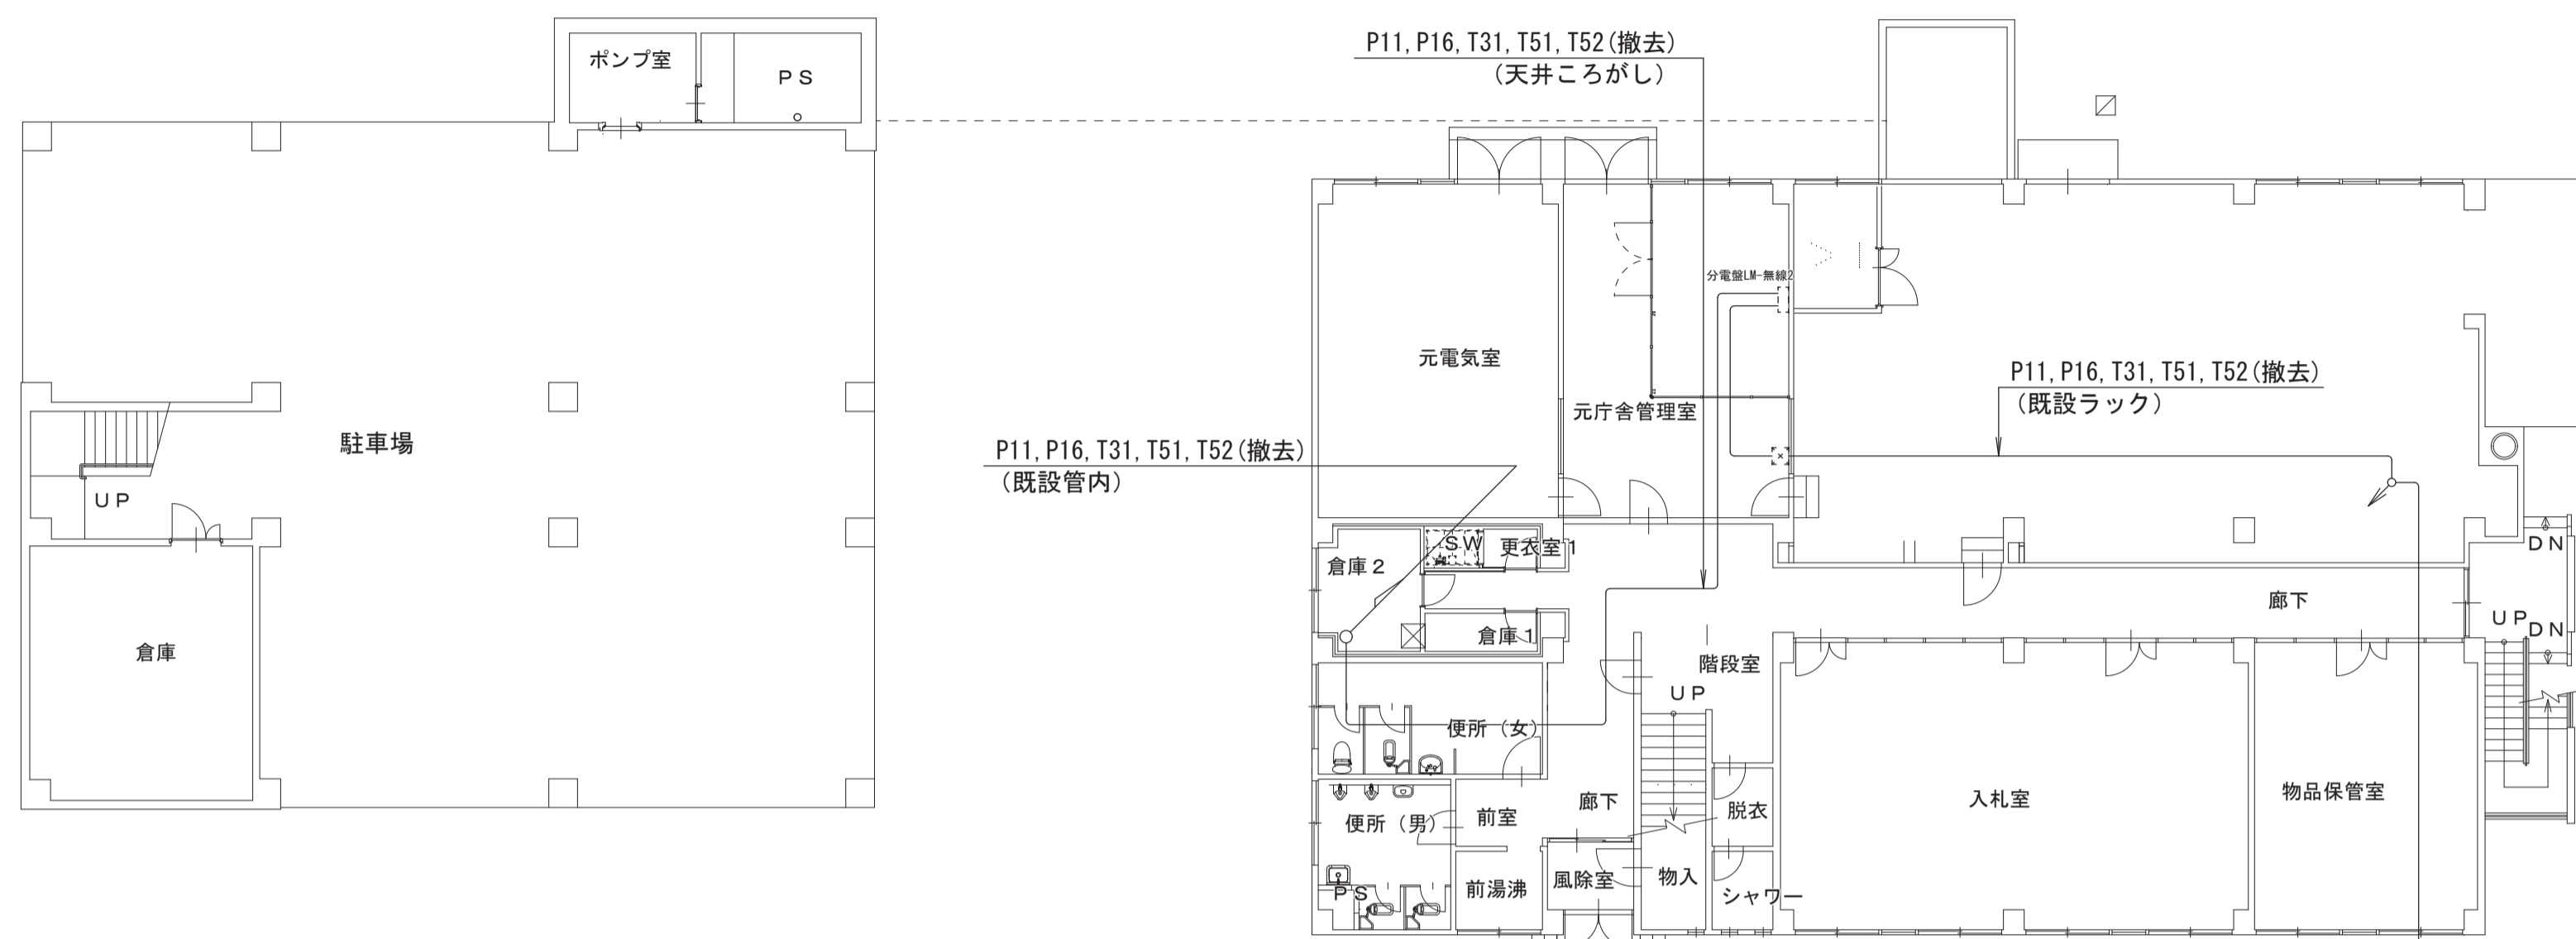 ポンプ室
ＰＳ
駐車場
ＵＰ
倉庫
P11, P16, T31, T51, T52(撤去)
(天井ころがし)
分電盤LM-無線2
元電気室
元庁舎管理室
P11, P16, T31, T51, T52(撤去)
(既設ラック)
P11, P16, T31, T51, T52(撤去)
(既設管内)
ＳＷ
更衣室１
倉庫２
倉庫１
ＤＮ
廊下
ＵＰ
ＤＮ
階段室
ＵＰ
便所（女）
廊下
前室
便所（男）
脱衣
入札室
物品保管室
ＰＳ
前湯沸
風除室
物入
シャワー